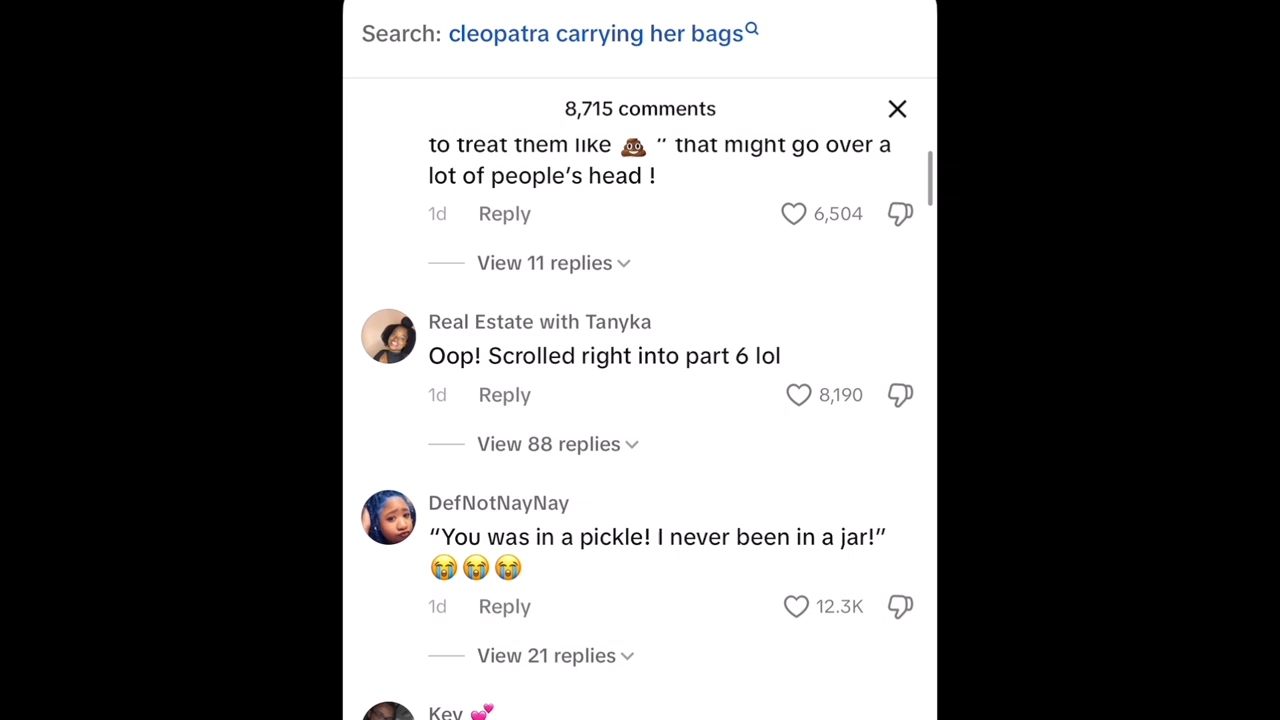 Search: cleopatra carrying her bags
8,715 comments
to treat them like 💩 " that might go over a
lot of people's head !
1d Reply 6,504
View 11 replies
Real Estate with Tanyka
Oop! Scrolled right into part 6 lol
1d Reply 8,190
View 88 replies
DefNotNayNay
“You was in a pickle! I never been in a jar!”
😭😭😭
1d Reply 12.3K
View 21 replies
Key 💕